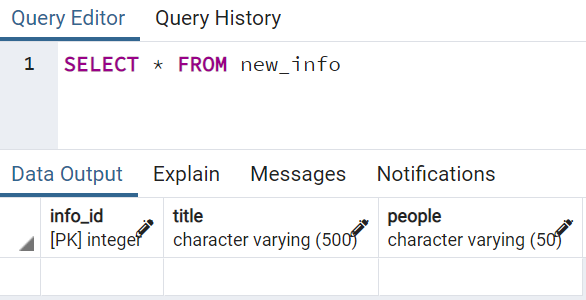 Query Editor Query History
1 SELECT * FROM new_info
Data Output Explain Messages Notifications
info_id title people
[PK] integer character varying (500) character varying (50)